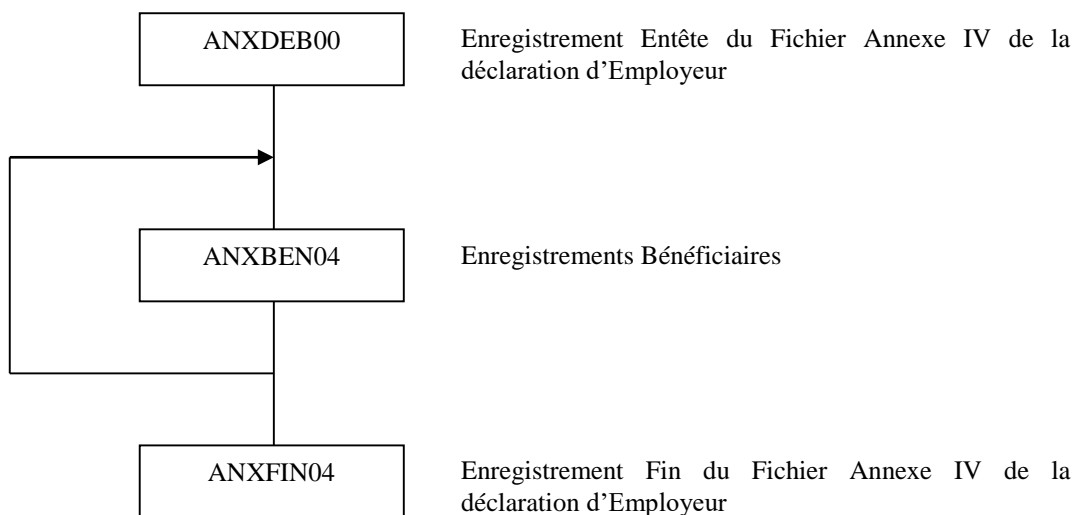 ANXDEB00
Enregistrement Entête du Fichier Annexe IV de la
déclaration d’Employeur
ANXBEN04
Enregistrements Bénéficiaires
ANXFIN04
Enregistrement Fin du Fichier Annexe IV de la
déclaration d’Employeur